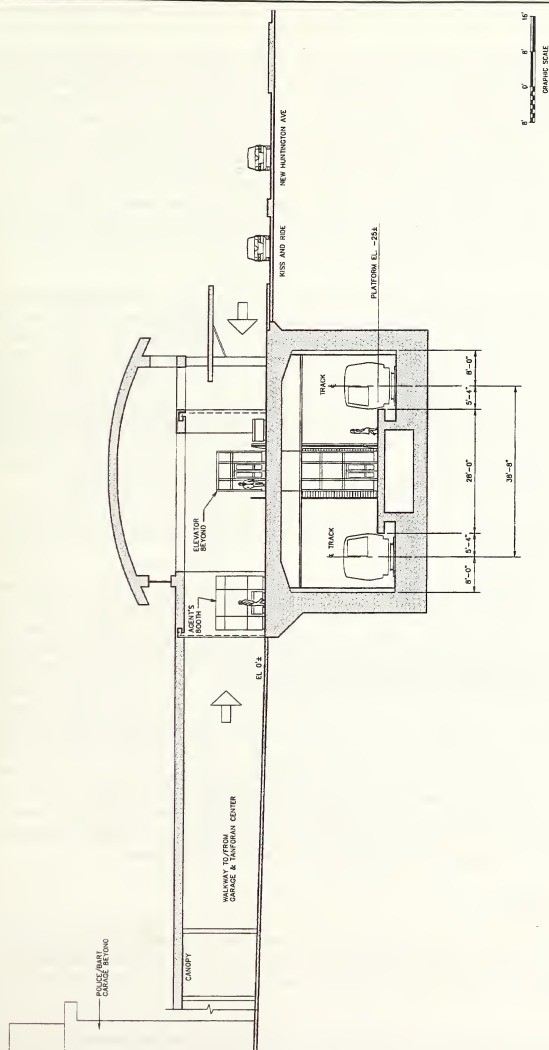 POLICE/BART
GARAGE BEYOND
CANOPY
WALKWAY TO/FROM
GARAGE & TANFORAN CENTER
EL 0'±
AGENT'S
BOOTH
ELEVATOR
BEYOND
KISS AND RIDE
NEW HUNTINGTON AVE
℄ TRACK
TRACK
℄
PLATFORM EL. -25±
8'-0"
5'-4"
28'-0"
5'-4"
8'-0"
38'-8"
8' 0' 8' 16'
GRAPHIC SCALE